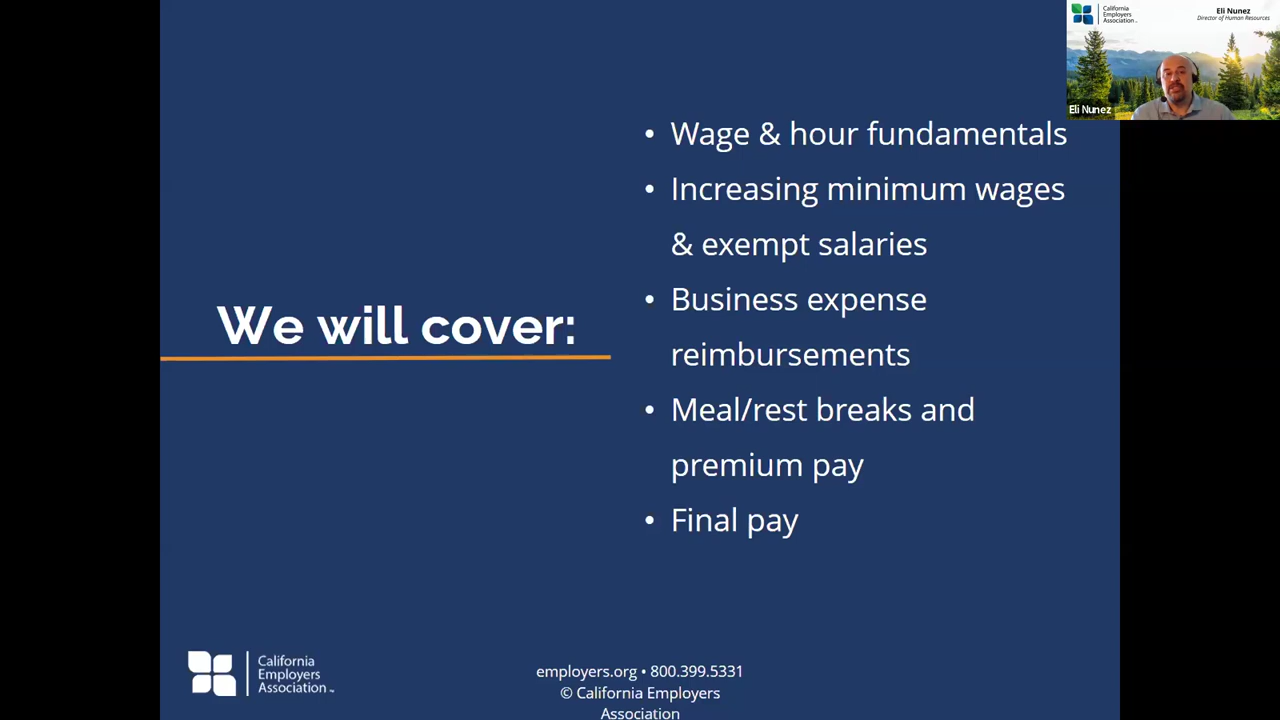 We will cover:
• Wage & hour fundamentals
• Increasing minimum wages
& exempt salaries
• Business expense
reimbursements
• Meal/rest breaks and
premium pay
• Final pay
California
Employers
Association™
employers.org • 800.399.5331
© California Employers
Association
California
Employers
Association
Eli Nunez
Director of Human Resources
Eli Nunez